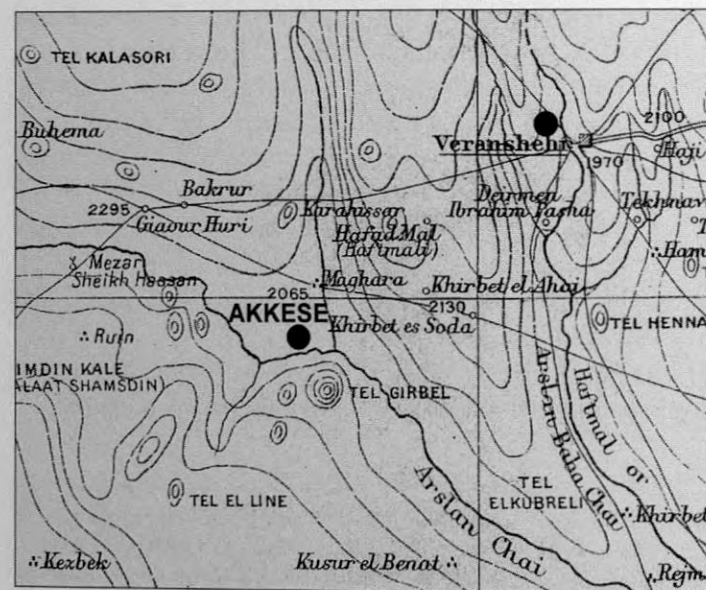 TEL KALASORI
2100
Buhema
Veranshehr
Haji
1970
Bakrur
2295
Giaour Huri
Karahissar
Hafad Mal
(Haftmali)
Deirmen
Ibrahim Pasha
Tekhnav
T
Ham
Mezar
Sheikh Hassan
Maghara
2065
Khirbet el Ahai
2130
AKKESE
Khirbet es Soda
TEL HENNA
Ruin
IMDIN KALE
ALAAT SHAMSDIN)
TEL GIRBEL
Arslan Baba Chai
Haftmal or
TEL EL LINE
TEL
ELKUBRELI
Arslan Chai
Khirbet
Kezbek
Kusur el Benat
Rejm